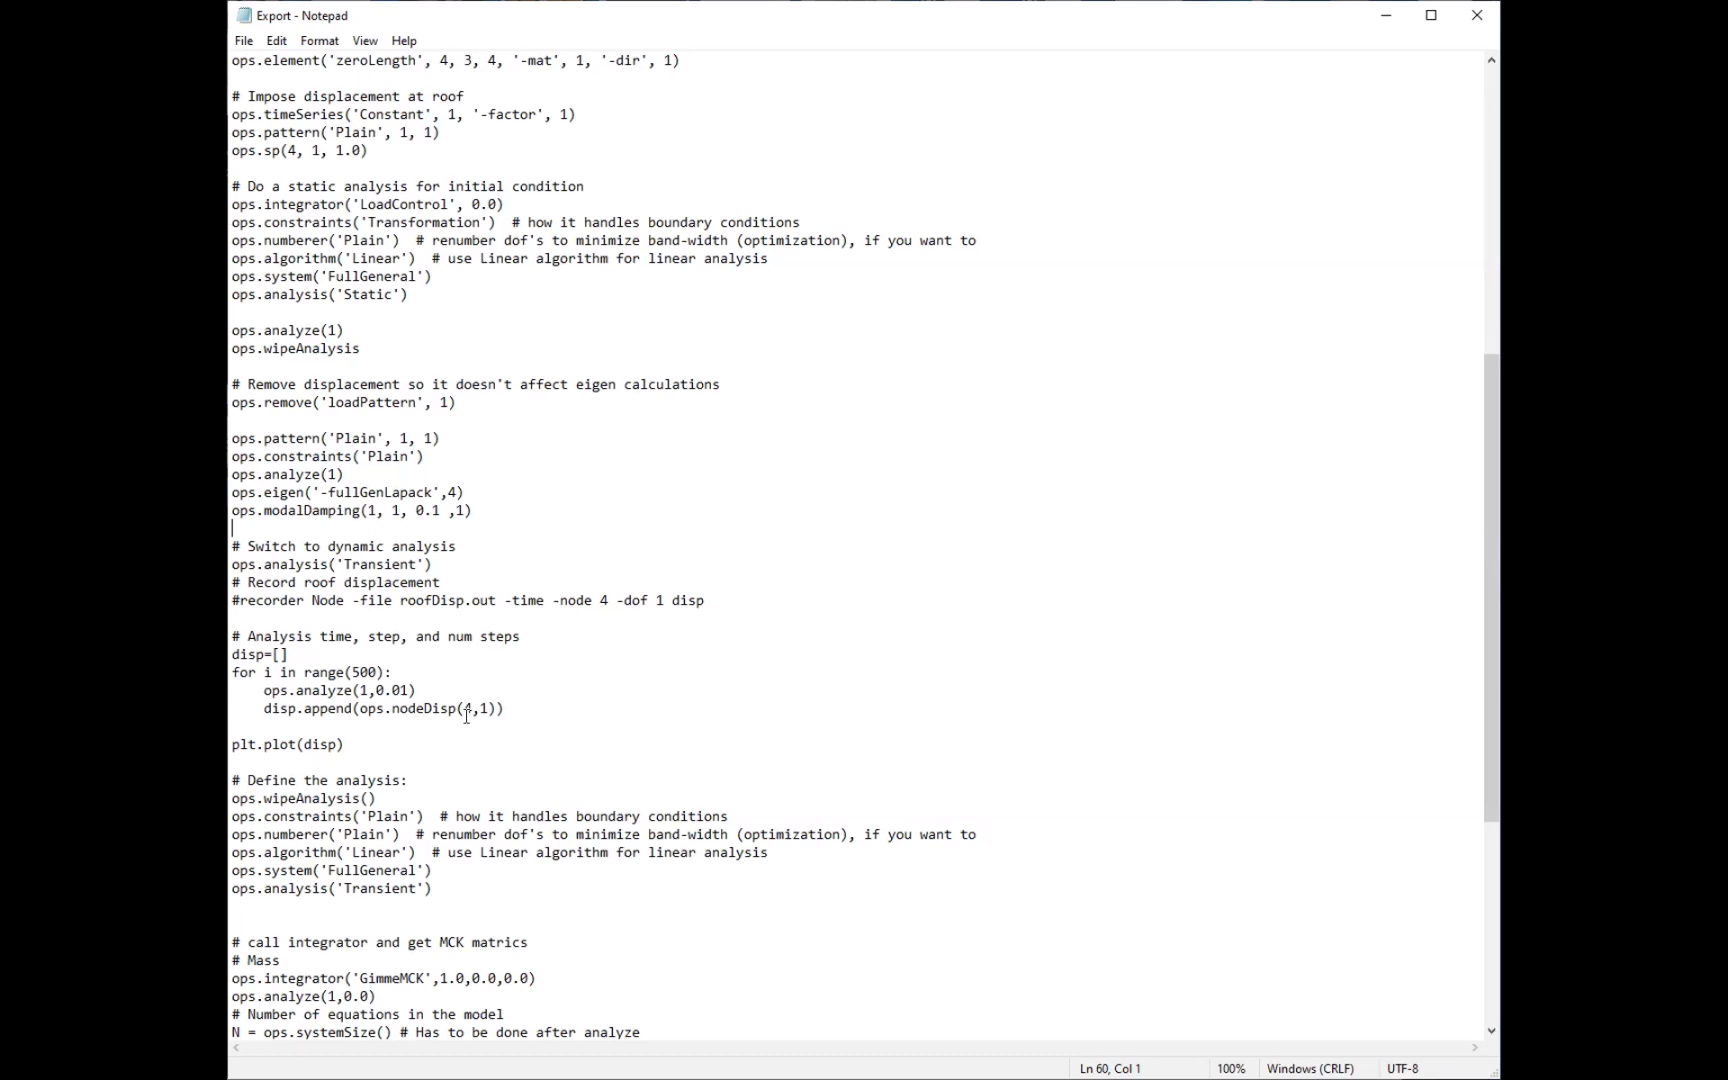 Export - Notepad
File Edit Format View Help
ops.element('zeroLength', 4, 3, 4, '-mat', 1, '-dir', 1)
# Impose displacement at roof
ops.timeSeries('Constant', 1, '-factor', 1)
ops.pattern('Plain', 1, 1)
ops.sp(4, 1, 1.0)
# Do a static analysis for initial condition
ops.integrator('LoadControl', 0.0)
ops.constraints('Transformation')  # how it handles boundary conditions
ops.numberer('Plain')  # renumber dof's to minimize band-width (optimization), if you want to
ops.algorithm('Linear')  # use Linear algorithm for linear analysis
ops.system('FullGeneral')
ops.analysis('Static')
ops.analyze(1)
ops.wipeAnalysis
# Remove displacement so it doesn't affect eigen calculations
ops.remove('loadPattern', 1)
ops.pattern('Plain', 1, 1)
ops.constraints('Plain')
ops.analyze(1)
ops.eigen('-fullGenLapack',4)
ops.modalDamping(1, 1, 0.1 ,1)
# Switch to dynamic analysis
ops.analysis('Transient')
# Record roof displacement
#recorder Node -file roofDisp.out -time -node 4 -dof 1 disp
# Analysis time, step, and num steps
disp=[]
for i in range(500):
    ops.analyze(1,0.01)
    disp.append(ops.nodeDisp(4,1))
plt.plot(disp)
# Define the analysis:
ops.wipeAnalysis()
ops.constraints('Plain')  # how it handles boundary conditions
ops.numberer('Plain')  # renumber dof's to minimize band-width (optimization), if you want to
ops.algorithm('Linear')  # use Linear algorithm for linear analysis
ops.system('FullGeneral')
ops.analysis('Transient')
# call integrator and get MCK matrics
# Mass
ops.integrator('GimmeMCK',1.0,0.0,0.0)
ops.analyze(1,0.0)
# Number of equations in the model
N = ops.systemSize() # Has to be done after analyze
Ln 60, Col 1 100% Windows (CRLF) UTF-8